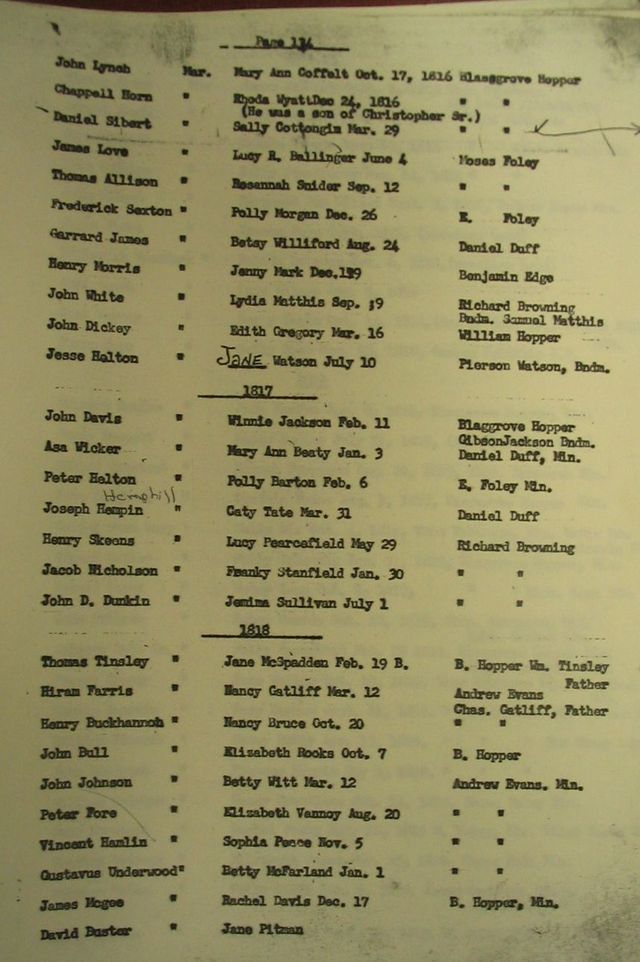 Page 134
John Lynch Mar. Mary Ann Coffelt Oct. 17, 1816 Blaggrove Hopper
Chappell Horn " Rhoda Wyatt Dec 24, 1816 " "
(He was a son of Christopher Sr.)
Daniel Sibert " Sally Cottongim Mar. 29 " "
James Love " Lucy R. Ballinger June 4 Moses Foley
Thomas Allison " Rosannah Snider Sep. 12 " "
Frederick Sexton " Polly Morgan Dec. 26 E. Foley
Garrard James " Betsy Williford Aug. 24 Daniel Duff
Henry Morris " Jenny Mark Dec. Benjamin Edge
John White " Lydia Matthis Sep. 19 Richard Browning
Bndm. Samuel Matthis
John Dickey " Edith Gregory Mar. 16 William Hopper
Jesse Helton " JANE Watson July 10 Pierson Watson, Bndm.
1817
John Davis " Winnie Jackson Feb. 11 Blaggrove Hopper
GibsonJackson Bndm.
Asa Wicker " Mary Ann Beaty Jan. 3 Daniel Duff, Min.
Peter Helton " Polly Barton Feb. 6 E. Foley Min.
Hemphill
Joseph Hempin " Caty Tate Mar. 31 Daniel Duff
Henry Skeens " Lucy Pearcefield May 29 Richard Browning
Jacob Nicholson " Franky Stanfield Jan. 30 " "
John D. Dunkin " Jemima Sullivan July 1 " "
1818
Thomas Tinsley " Jane McSpadden Feb. 19 B. B. Hopper Wm. Tinsley
Father
Hiram Farris " Nancy Gatliff Mar. 12 Andrew Evans
Chas. Gatliff, Father
Henry Buckhannon " Nancy Bruce Oct. 20 " "
John Bull " Elizabeth Rooks Oct. 7 B. Hopper
John Johnson " Betty Witt Mar. 12 Andrew Evans. Min.
Peter Fore " Elizabeth Vannoy Aug. 20 " "
Vincent Hamlin " Sophia Peace Nov. 5 " "
Gustavus Underwood" Betty McFarland Jan. 1 " "
James Mcgee " Rachel Davis Dec. 17 B. Hopper, Min.
David Buster " Jane Pitman